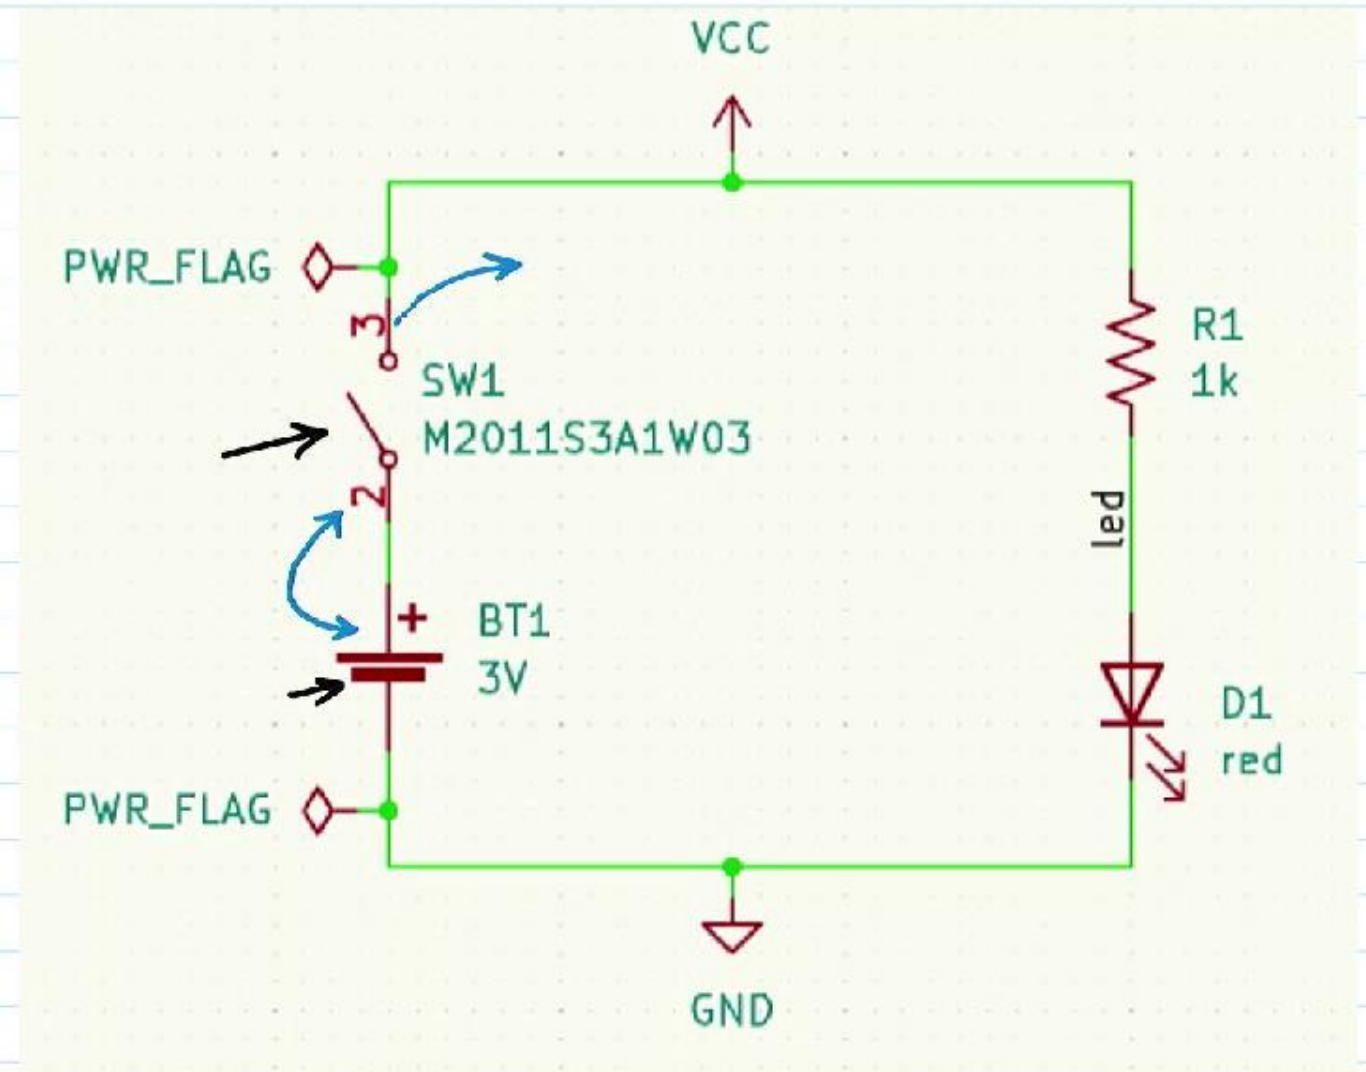 VCC
PWR_FLAG
3
SW1
M2011S3A1W03
2
R1
1k
led
+
BT1
3V
D1
red
PWR_FLAG
GND